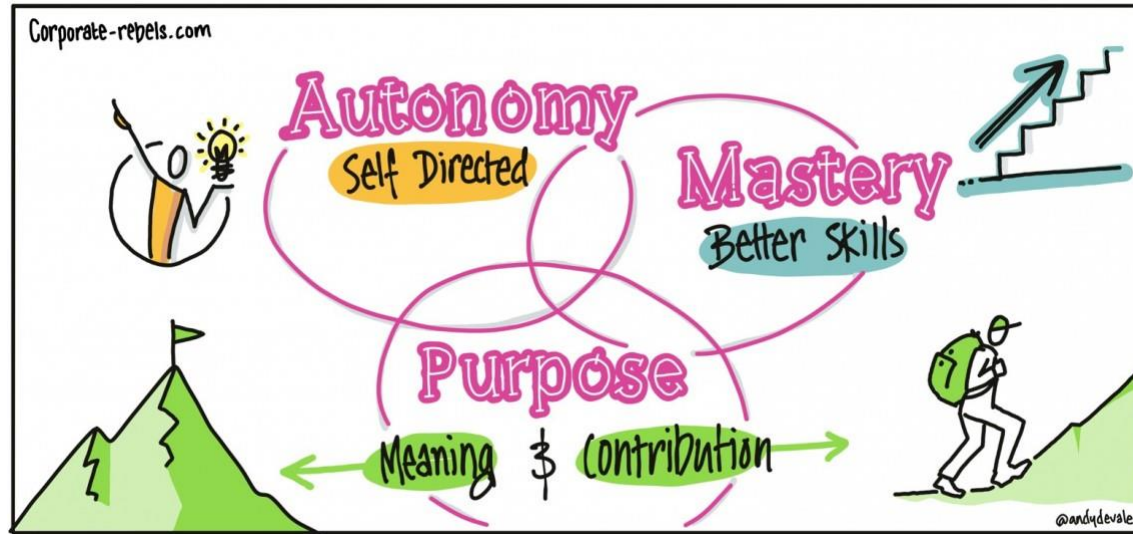 Corporate-rebels.com
Autonomy
Self Directed
Mastery
Better Skills
Purpose
Meaning & Contribution
@andydevale